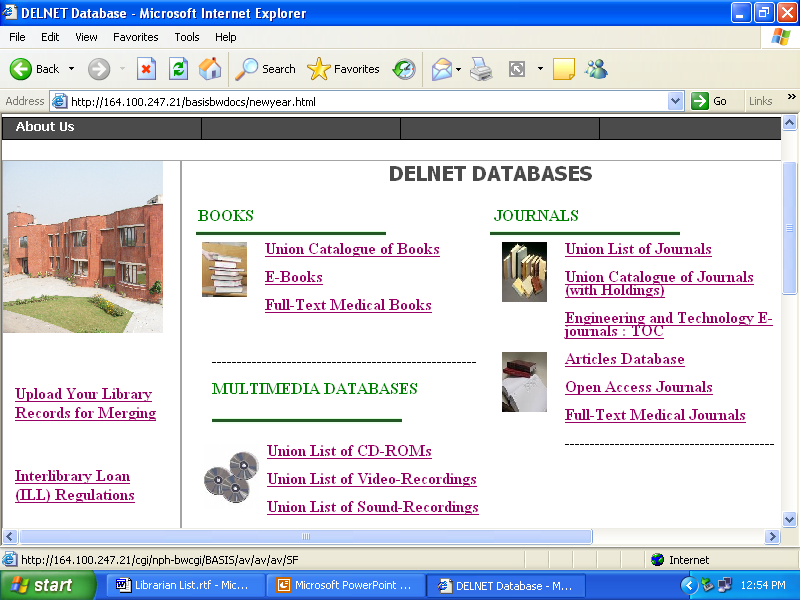 DELNET Database - Microsoft Internet Explorer
File Edit View Favorites Tools Help
Back Search Favorites
Address http://164.100.247.21/basisbwdocs/newyear.html Go Links »
About Us
DELNET DATABASES
BOOKS
Union Catalogue of Books
E-Books
Full-Text Medical Books
JOURNALS
Union List of Journals
Union Catalogue of Journals
(with Holdings)
Engineering and Technology E-
journals : TOC
Articles Database
Open Access Journals
Full-Text Medical Journals
MULTIMEDIA DATABASES
Union List of CD-ROMs
Union List of Video-Recordings
Union List of Sound-Recordings
Upload Your Library
Records for Merging
Interlibrary Loan
(ILL) Regulations
http://164.100.247.21/cgi/nph-bwcgi/BASIS/av/av/av/SF Internet
start Librarian List.rtf - Mic... Microsoft PowerPoint ... DELNET Database - M... 12:54 PM